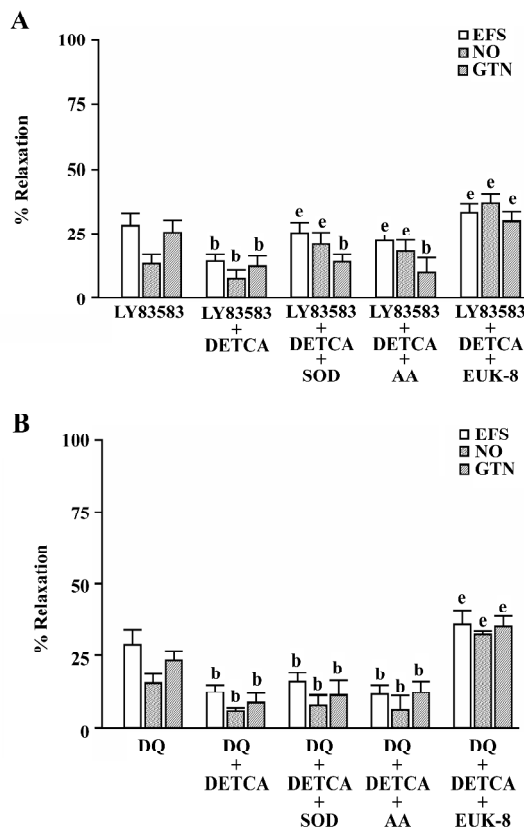 A
EFS
NO
GTN
100
75
50
25
0
% Relaxation
b b b
e e b
e e b
e e e
LY83583 LY83583 LY83583 LY83583 LY83583
+ + + +
DETCA DETCA DETCA DETCA
+ + +
SOD AA EUK-8
B
EFS
NO
GTN
100
75
50
25
0
% Relaxation
b b b
b b b
b b b
e e e
DQ DQ DQ DQ DQ
+ + + +
DETCA DETCA DETCA DETCA
+ + +
SOD AA EUK-8